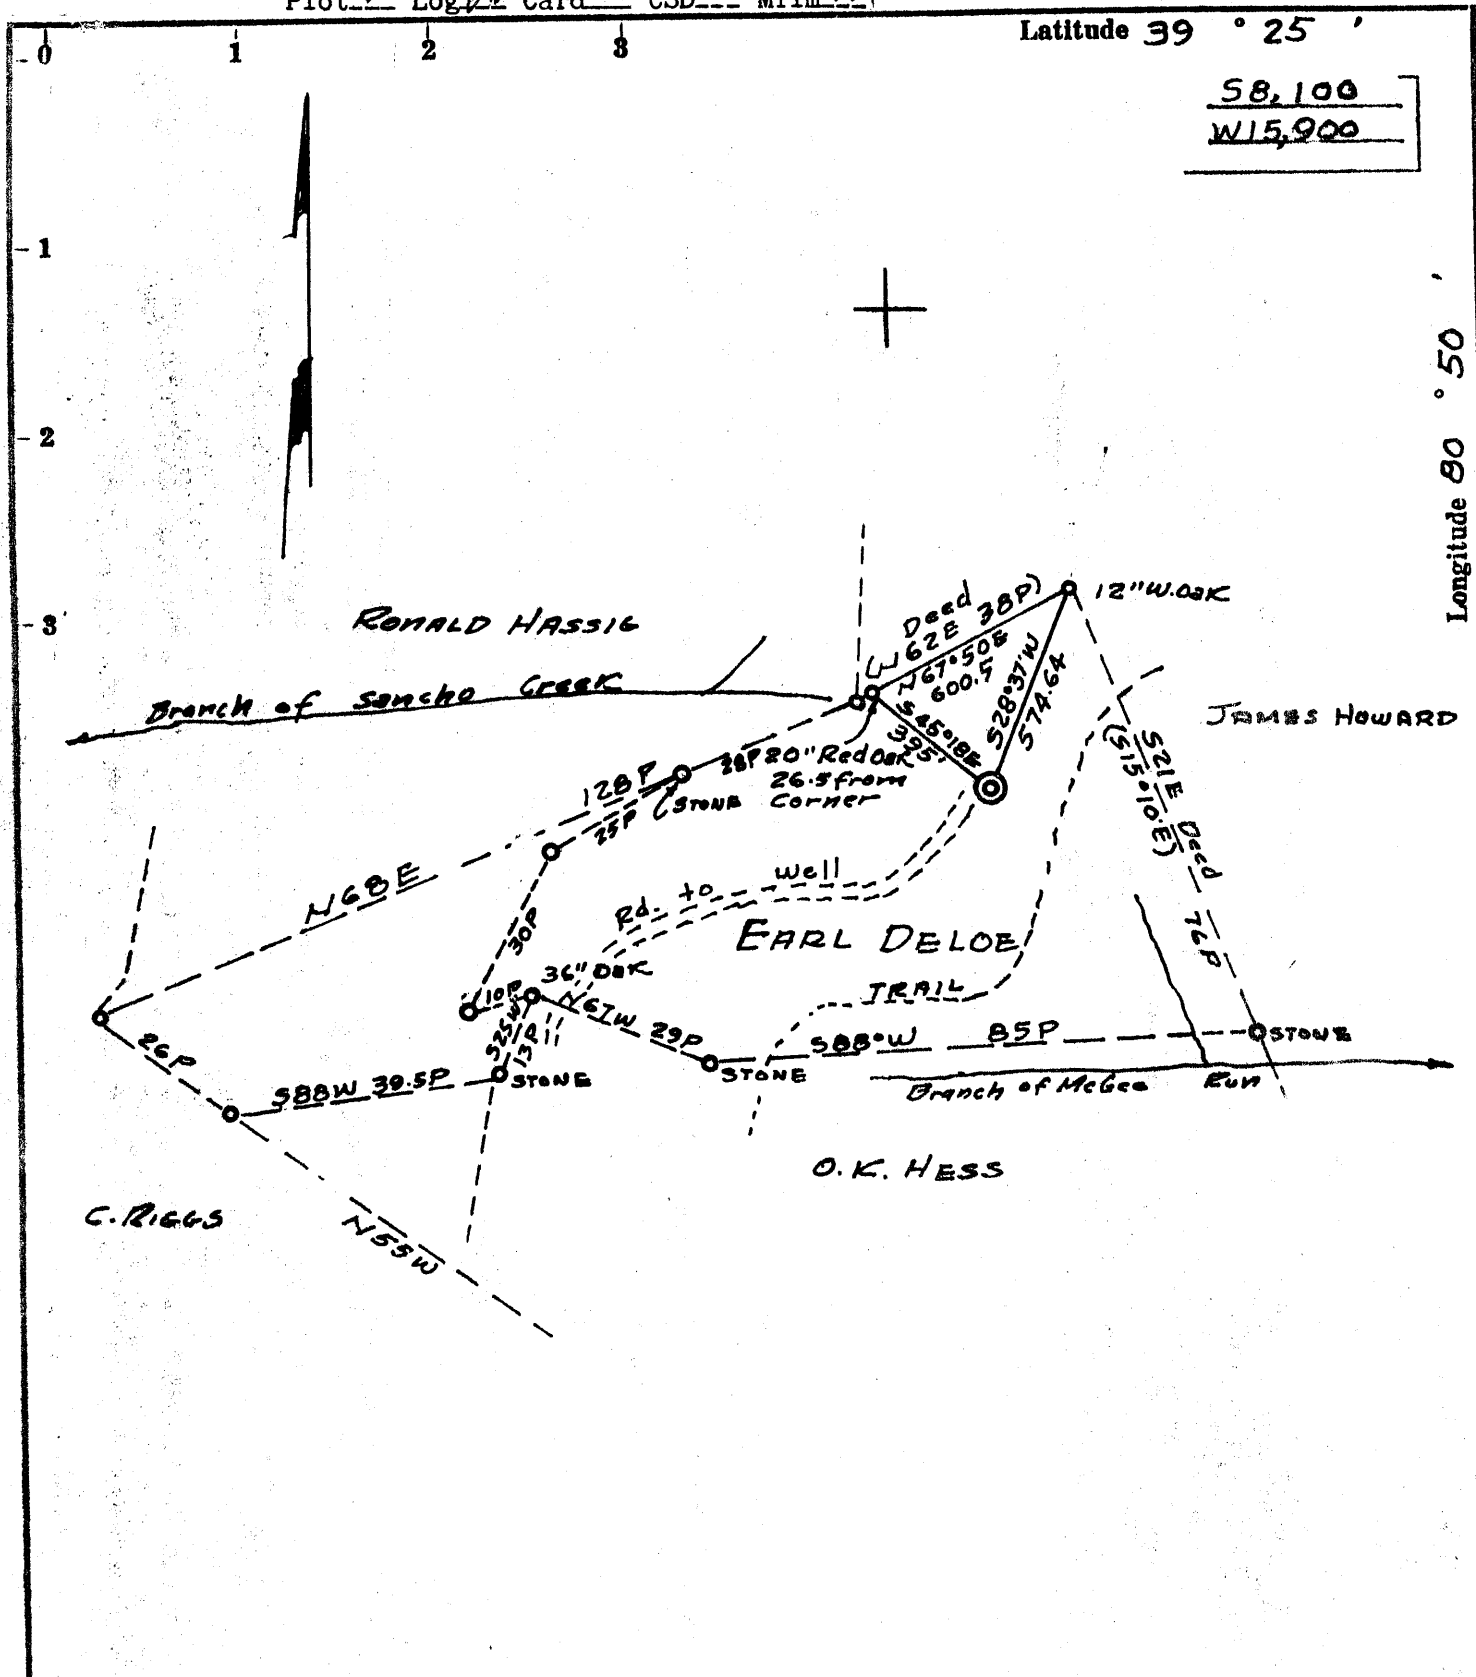 Latitude 39 ° 25 '
0 1 2 3
S8,100
W15,900
- 1
- 2
- 3
Longitude 80 ° 50 '
RONALD HASSIG
Branch of Sancho Creek
Deed
62E 38P)
N67°50E
600.7
12"W.Oak
S28°37'W
574.64
S45°18E
395'
JAMES HOWARD
S21E Deed 76P
(S15°10'E)
128P
28P
20" Red Oak
26.5 from
Corner
STONE
25P
N68E
30P
Rd. to well
EARL DELOE
36" Oak
10P
N67W 29P
TRAIL
S25W
13P
26P
S88W 39.5P
STONE
STONE
S88°W 85P
STONE
Branch of McGee Run
O.K. HESS
C. RIGGS
N55W